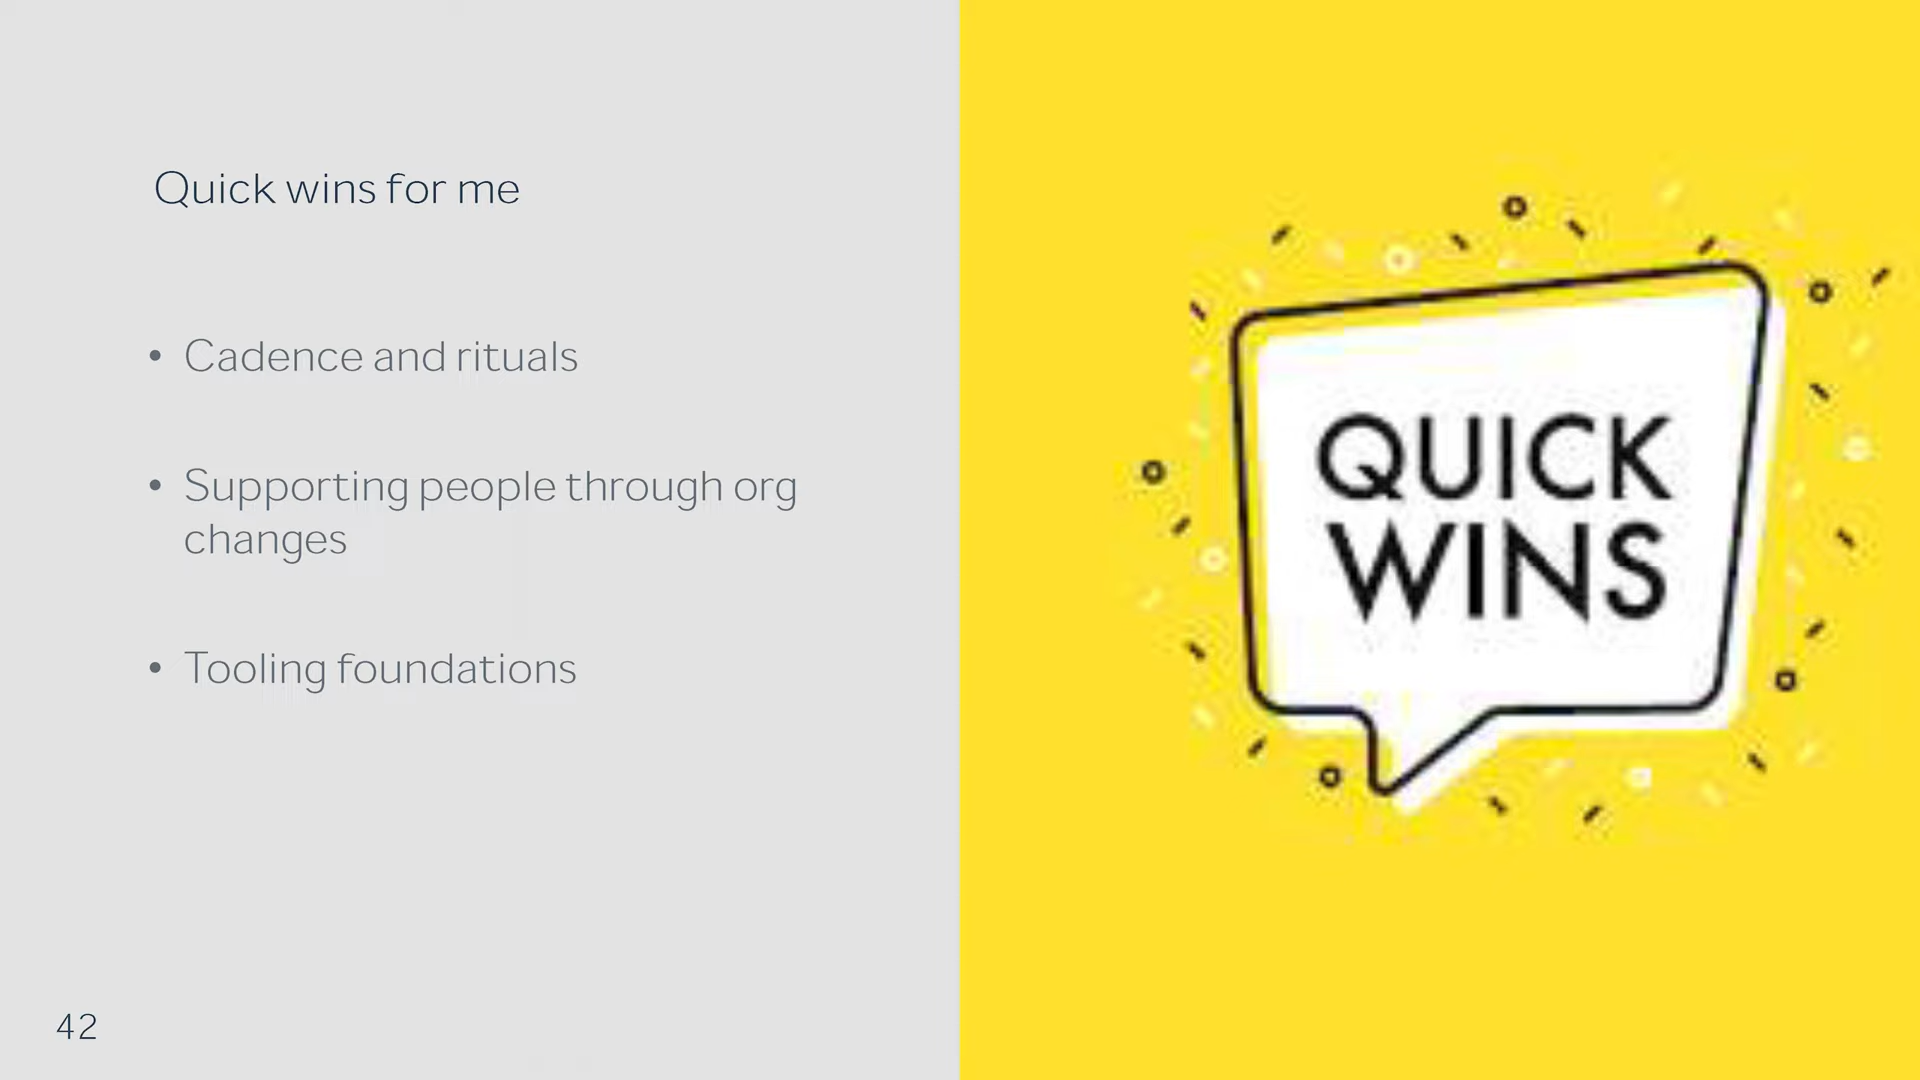 Quick wins for me
• Cadence and rituals
• Supporting people through org
changes
• Tooling foundations
42
QUICK
WINS